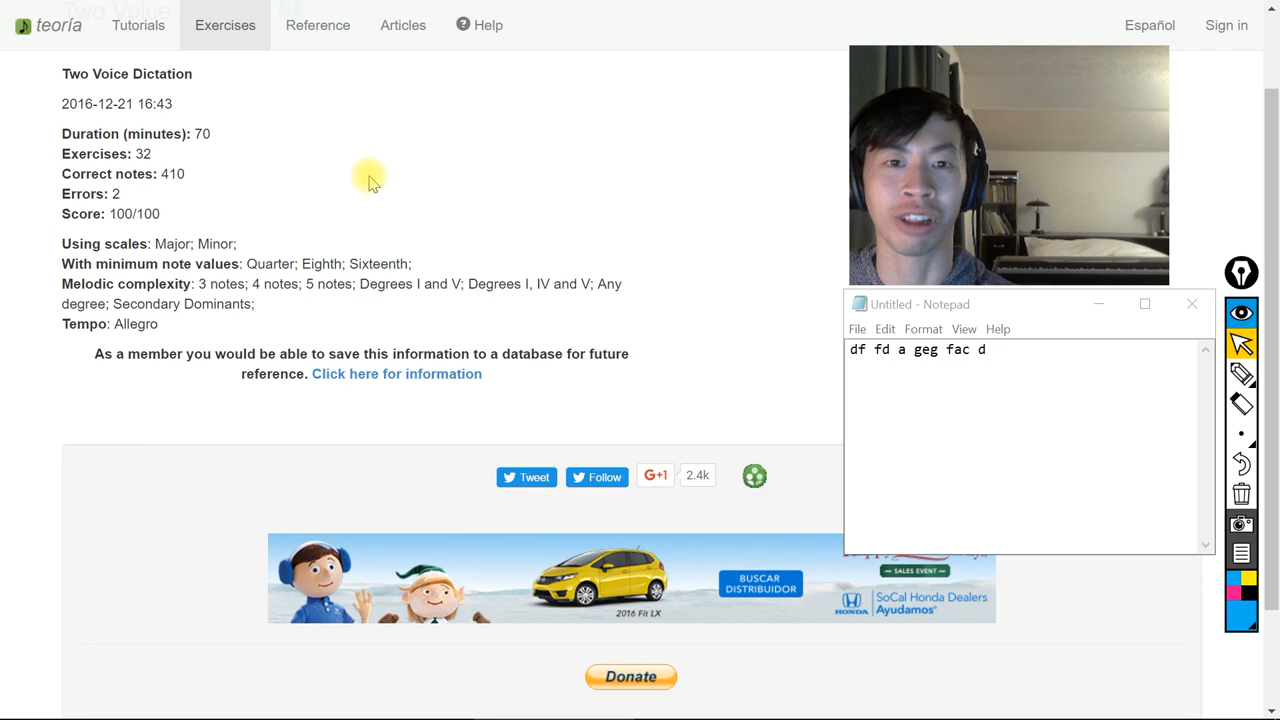 Two Voice
teoría
Tutorials
Exercises
Reference
Articles
Help
Español
Sign in
Two Voice Dictation
2016-12-21 16:43
Duration (minutes): 70
Exercises: 32
Correct notes: 410
Errors: 2
Score: 100/100
Using scales: Major; Minor;
With minimum note values: Quarter; Eighth; Sixteenth;
Melodic complexity: 3 notes; 4 notes; 5 notes; Degrees I and V; Degrees I, IV and V; Any
degree; Secondary Dominants;
Tempo: Allegro
As a member you would be able to save this information to a database for future
reference. Click here for information
Untitled - Notepad
File Edit Format View Help
df fd a geg fac d
Tweet
Follow
G+1
2.4k
2016 Fit LX
BUSCAR
DISTRIBUIDOR
SALES EVENT
HONDA
SoCal Honda Dealers
Ayudamos®
Donate